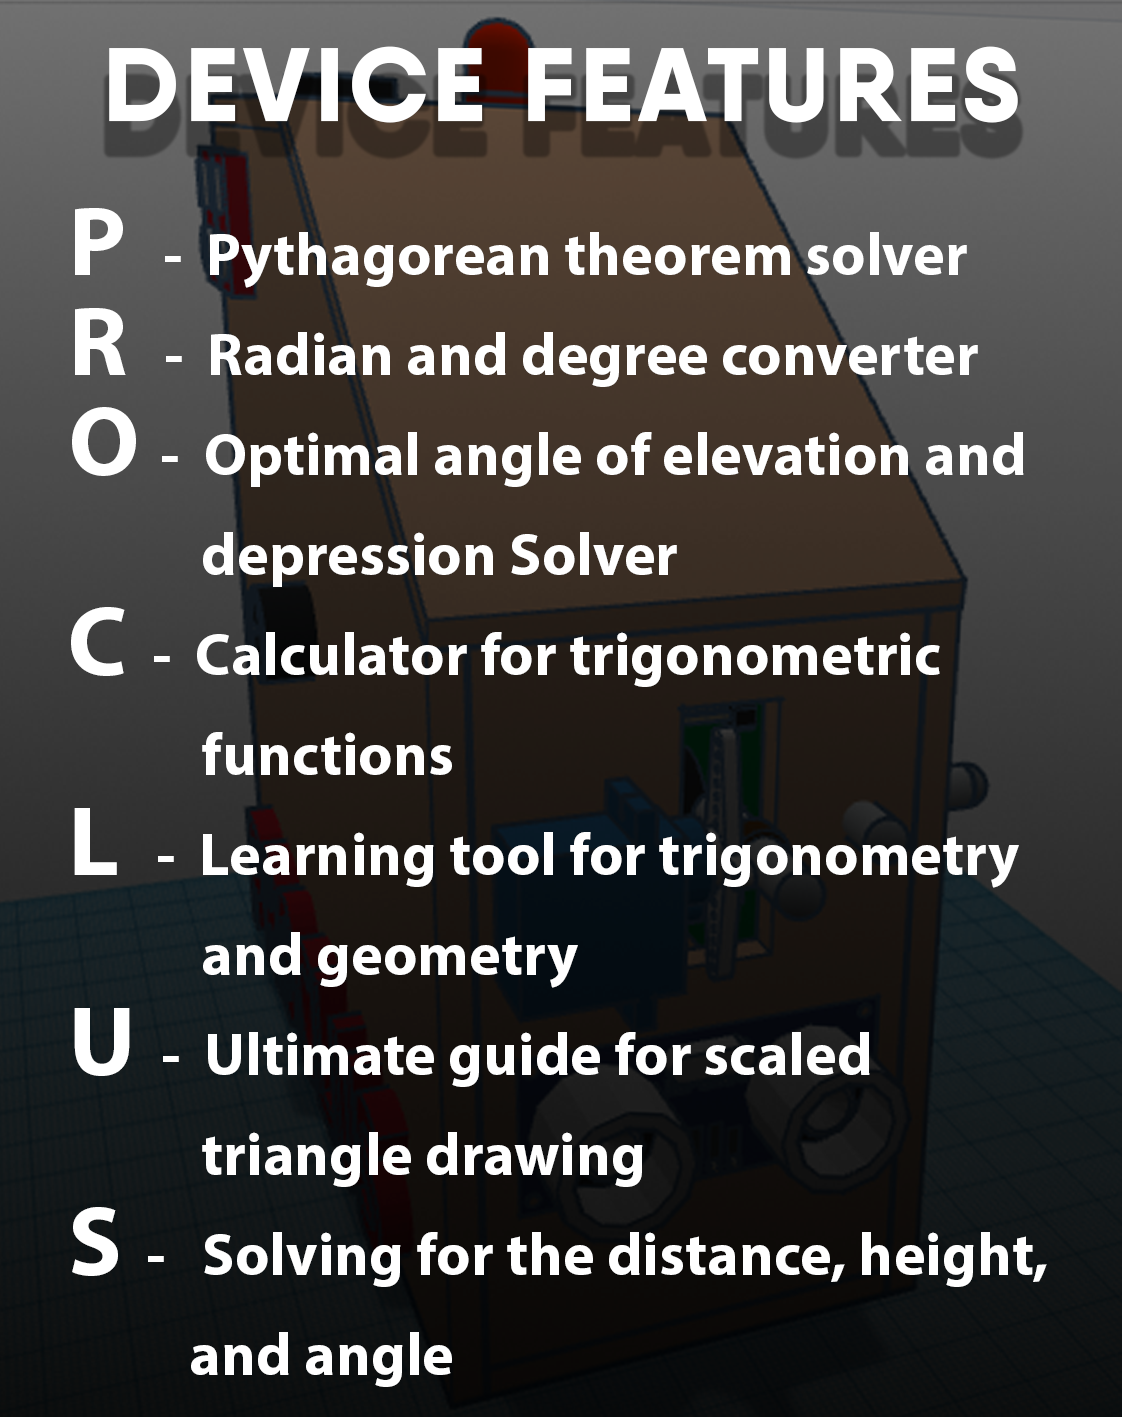 DEVICE FEATURES
P - Pythagorean theorem solver
R - Radian and degree converter
O - Optimal angle of elevation and
depression Solver
C - Calculator for trigonometric
functions
L - Learning tool for trigonometry
and geometry
U - Ultimate guide for scaled
triangle drawing
S - Solving for the distance, height,
and angle